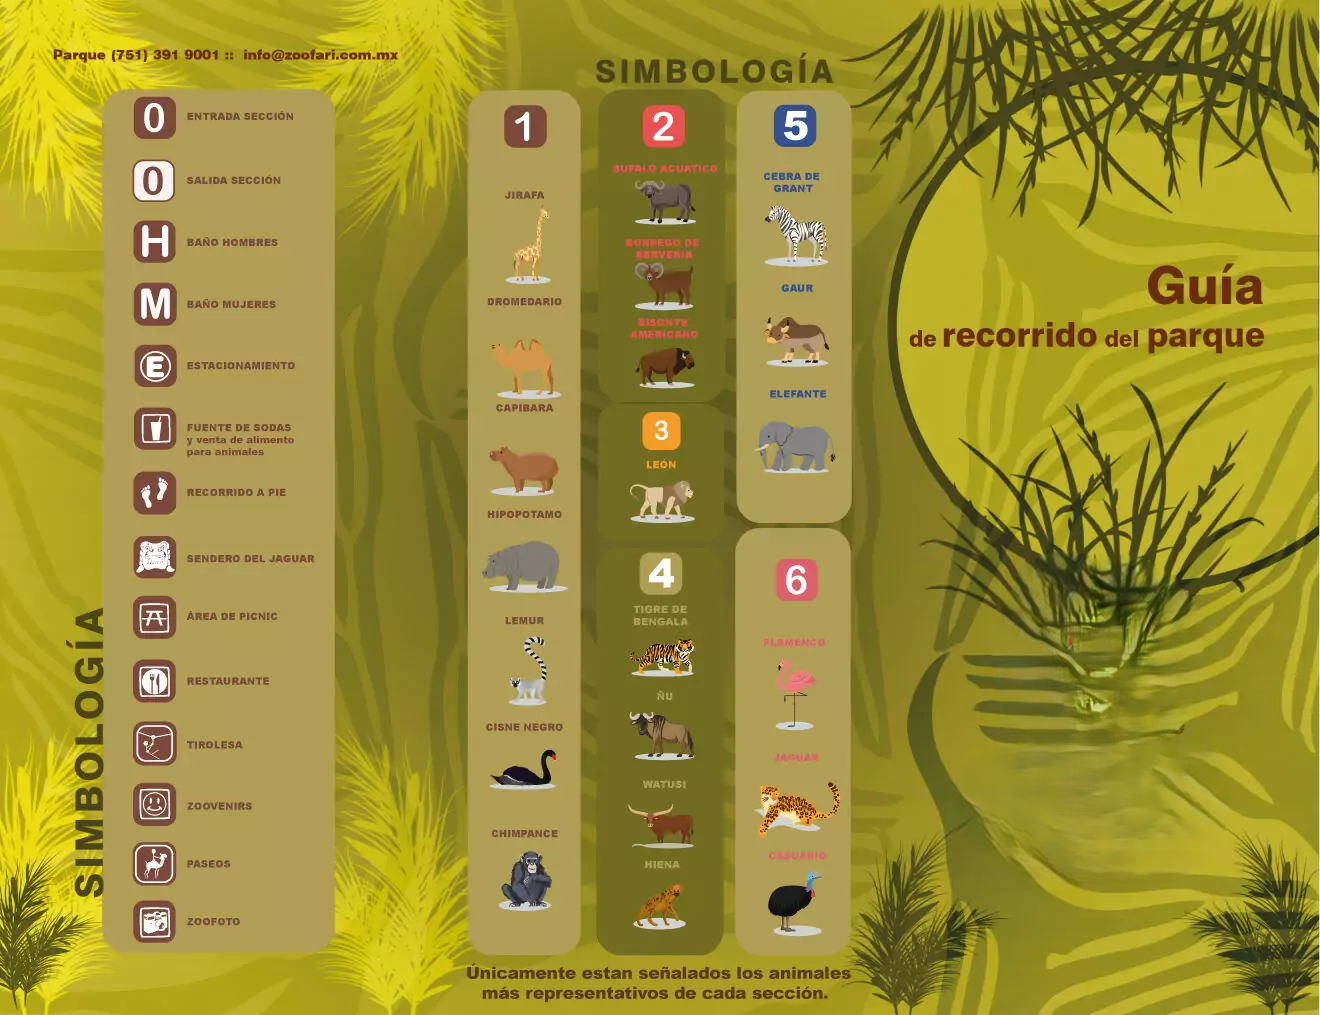 Parque (751) 391 9001 :: info@zoofari.com.mx
SIMBOLOGÍA
0 ENTRADA SECCIÓN
0 SALIDA SECCIÓN
H BAÑO HOMBRES
M BAÑO MUJERES
E ESTACIONAMIENTO
FUENTE DE SODAS
y venta de alimento
para animales
RECORRIDO A PIE
SENDERO DEL JAGUAR
ÁREA DE PICNIC
RESTAURANTE
TIROLESA
ZOOVENIRS
PASEOS
ZOOFOTO
SIMBOLOGÍA
1
JIRAFA
DROMEDARIO
CAPIBARA
HIPOPOTAMO
LEMUR
CISNE NEGRO
CHIMPANCE
2
BUFALO ACUATICO
BORREGO DE
BERVERIA
BISONTE
AMERICANO
3
LEON
4
TIGRE DE
BENGALA
ÑU
WATUSI
HIENA
5
CEBRA DE
GRANT
GAUR
ELEFANTE
6
FLAMENCO
JAGUAR
CASUARIO
Únicamente estan señalados los animales
más representativos de cada sección.
Guía
de recorrido del parque